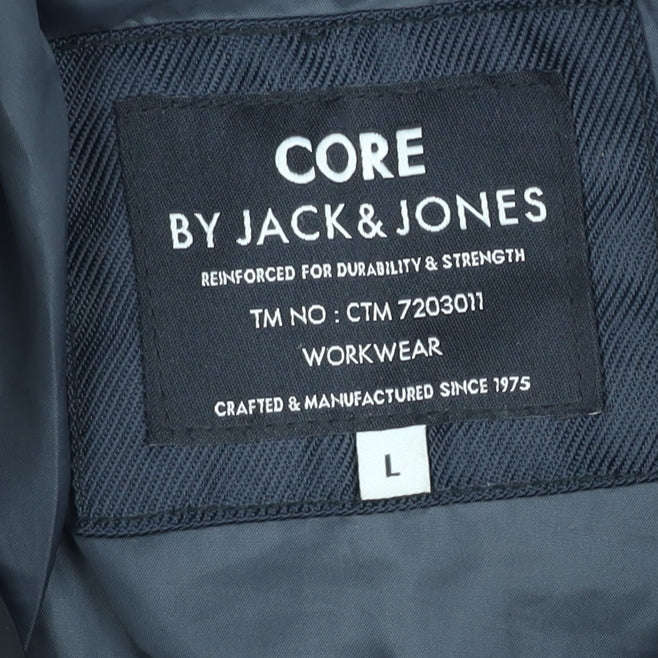 CORE
BY JACK & JONES
REINFORCED FOR DURABILITY & STRENGTH
TM NO : CTM 7203011
WORKWEAR
CRAFTED & MANUFACTURED SINCE 1975
L